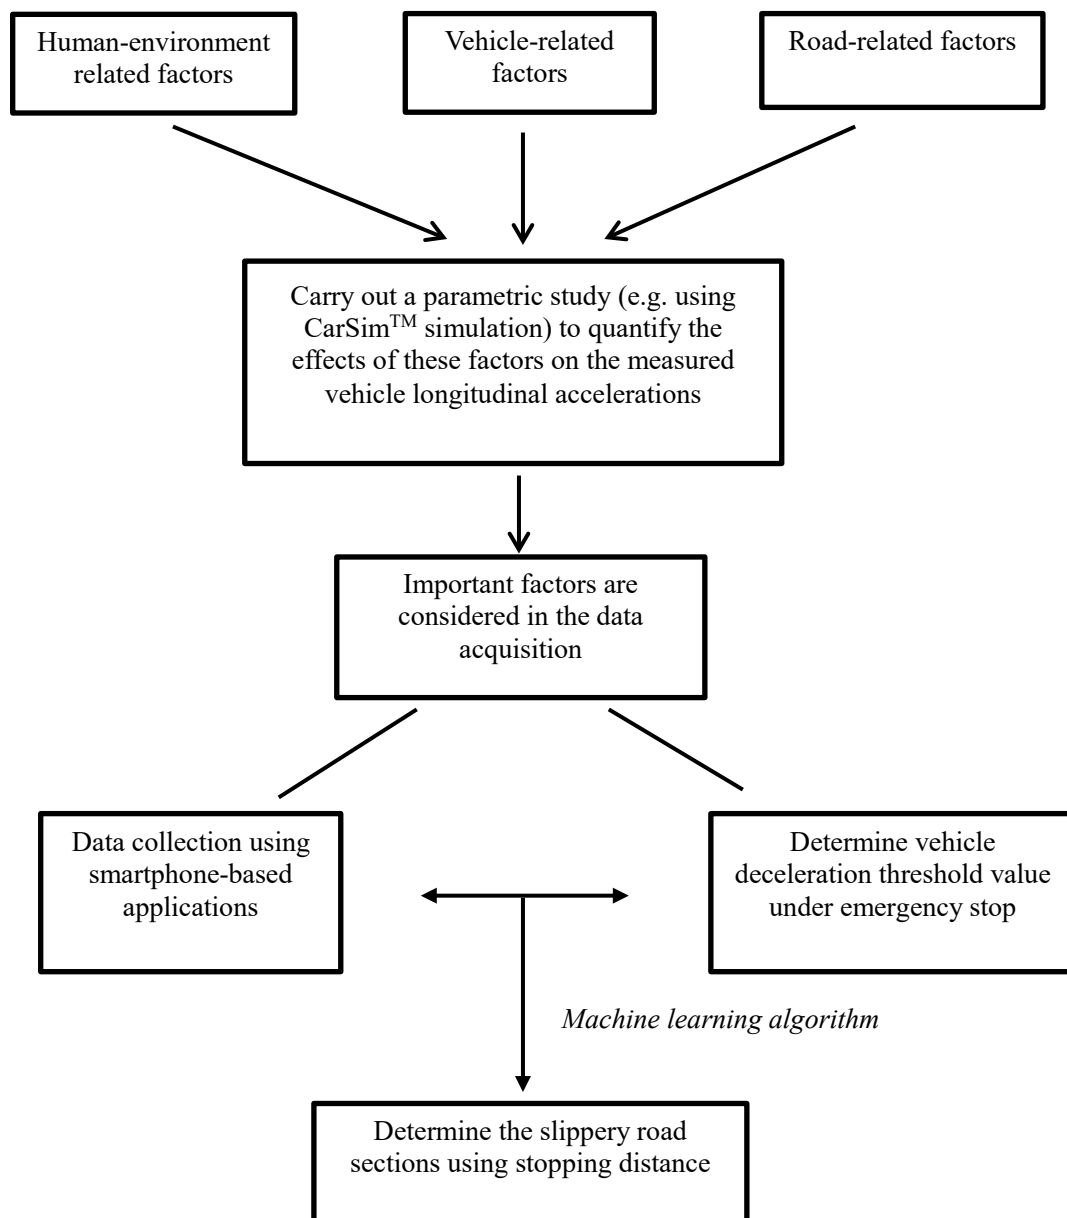 Human-environment
related factors
Vehicle-related
factors
Road-related factors
Carry out a parametric study (e.g. using
CarSim™ simulation) to quantify the
effects of these factors on the measured
vehicle longitudinal accelerations
Important factors are
considered in the data
acquisition
Data collection using
smartphone-based
applications
Determine vehicle
deceleration threshold value
under emergency stop
Machine learning algorithm
Determine the slippery road
sections using stopping distance